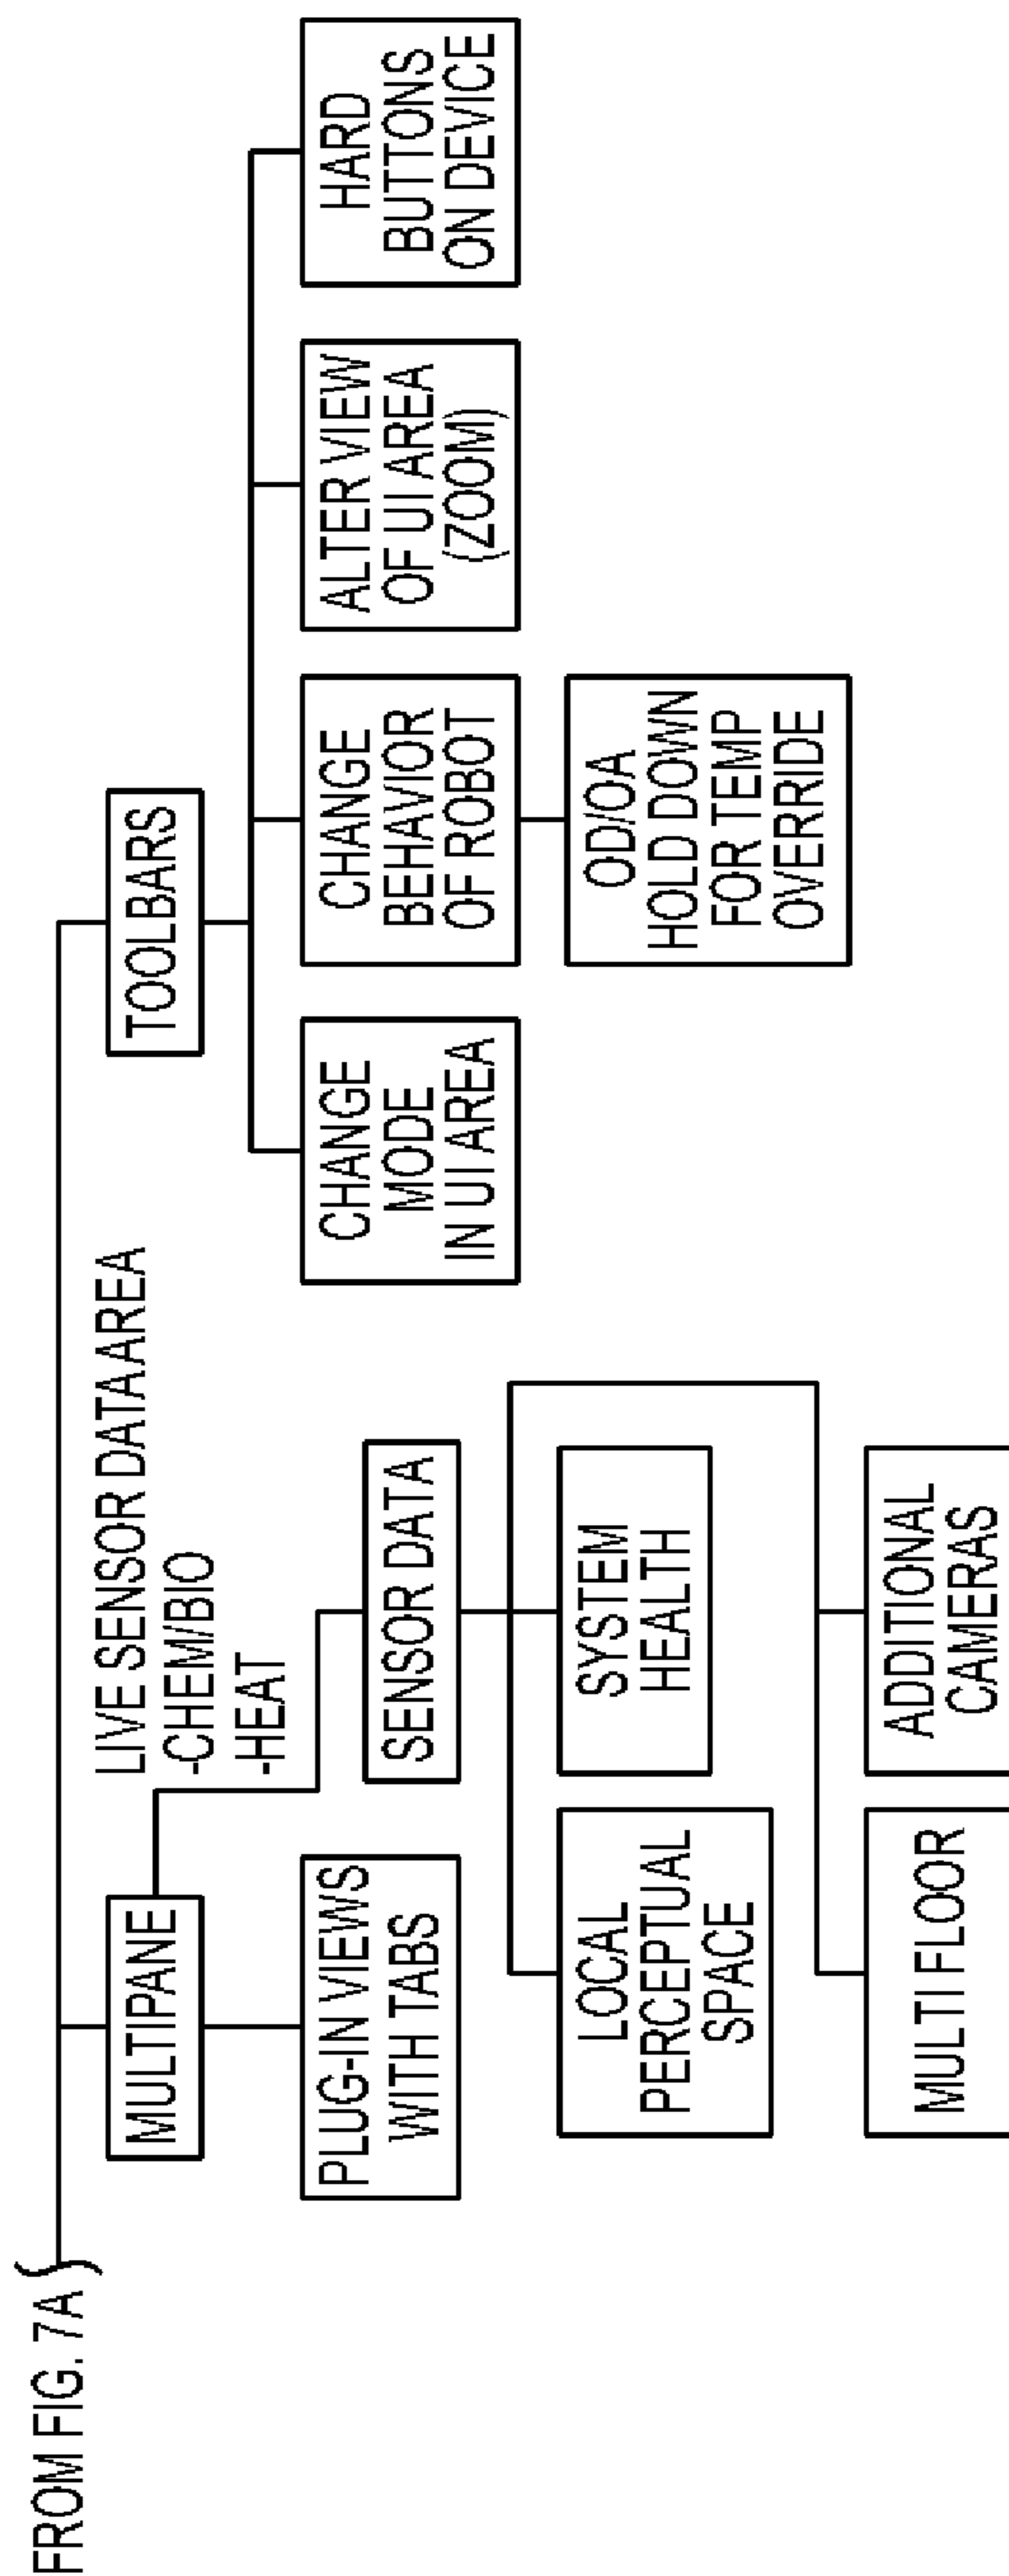 FROM FIG. 7A
MULTIPANE
LIVE SENSOR DATA AREA
-CHEM/BIO
-HEAT
TOOLBARS
PLUG-IN VIEWS
WITH TABS
SENSOR DATA
LOCAL
PERCEPTUAL
SPACE
SYSTEM
HEALTH
MULTI FLOOR
ADDITIONAL
CAMERAS
CHANGE
MODE
IN UI AREA
CHANGE
BEHAVIOR
OF ROBOT
OD/OA
HOLD DOWN
FOR TEMP
OVERRIDE
ALTER VIEW
OF UI AREA
(ZOOM)
HARD
BUTTONS
ON DEVICE